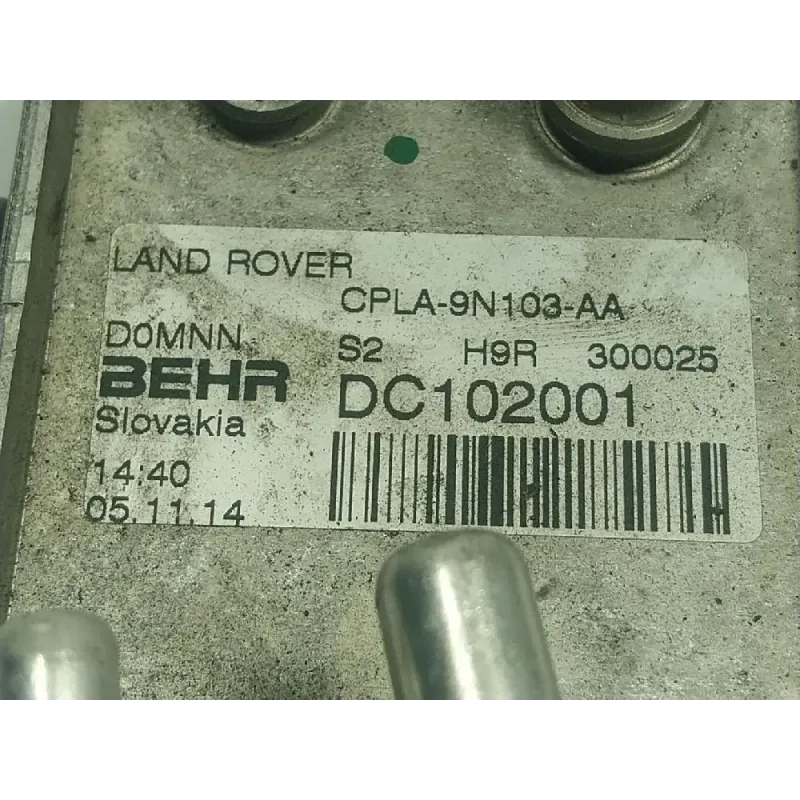 LAND ROVER
CPLA-9N103-AA
D0MNN S2 H9R 300025
BEHR DC102001
Slovakia
14:40
05.11.14